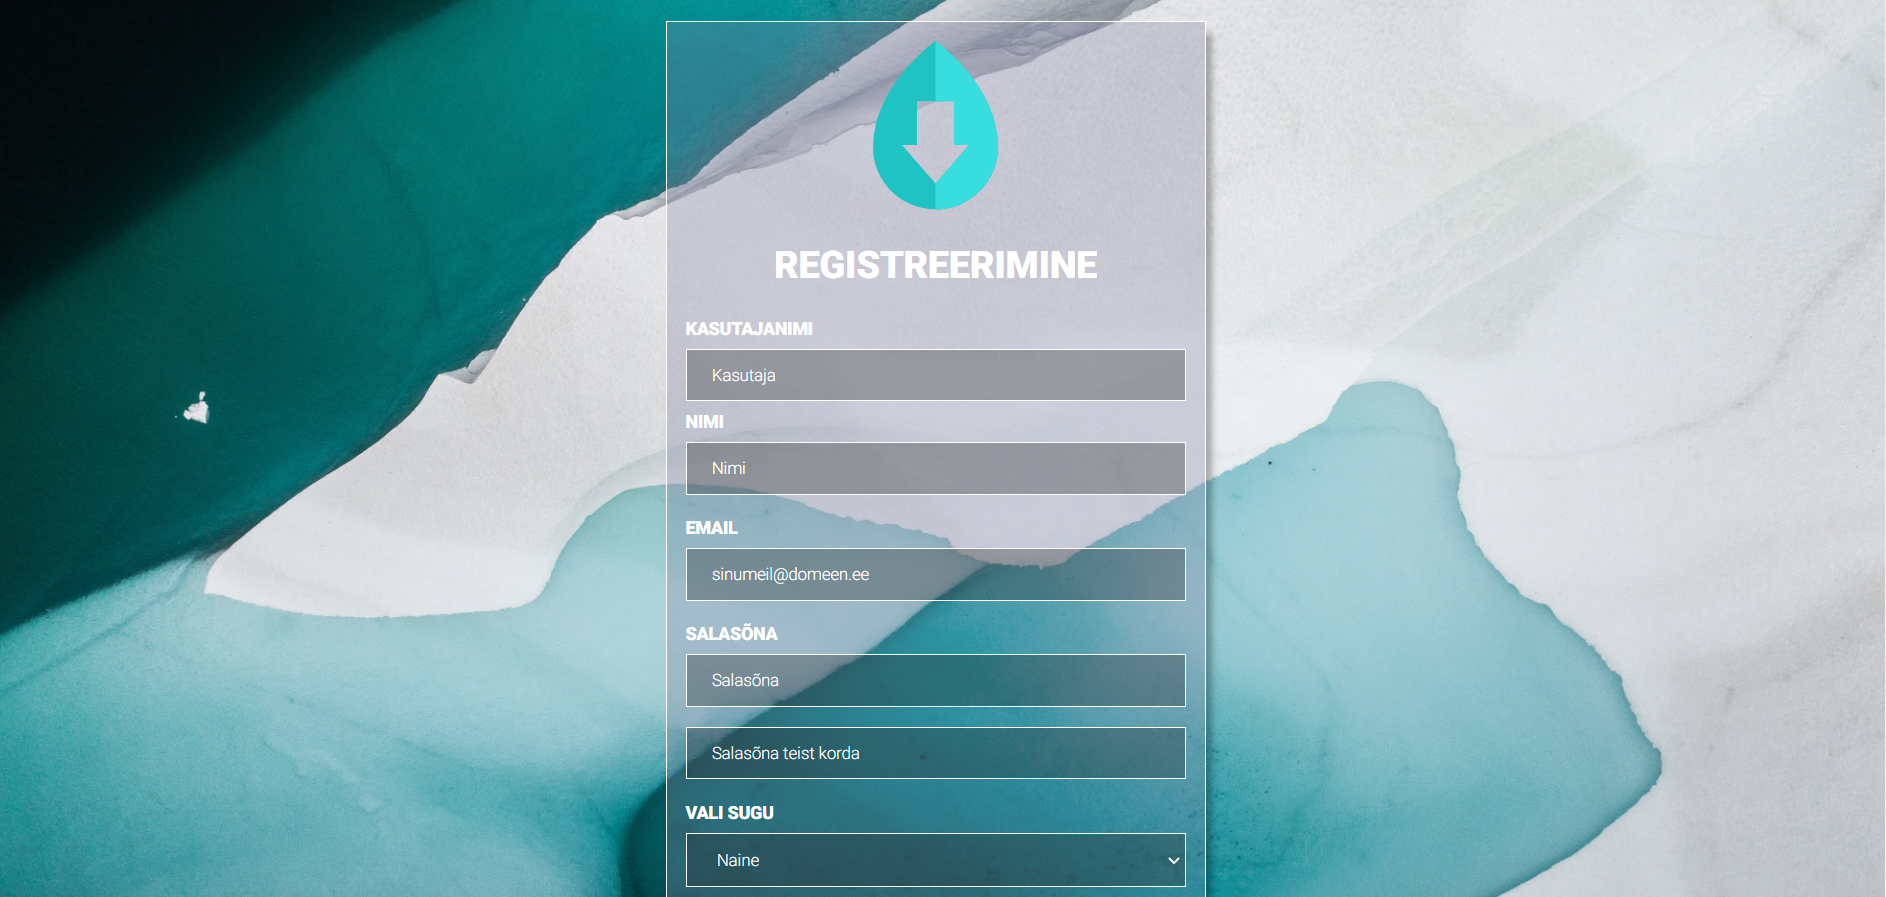 REGISTREERIMINE
KASUTAJANIMI
Kasutaja
NIMI
Nimi
EMAIL
sinumeil@domeen.ee
SALASÕNA
Salasõna
Salasõna teist korda
VALI SUGU
Naine